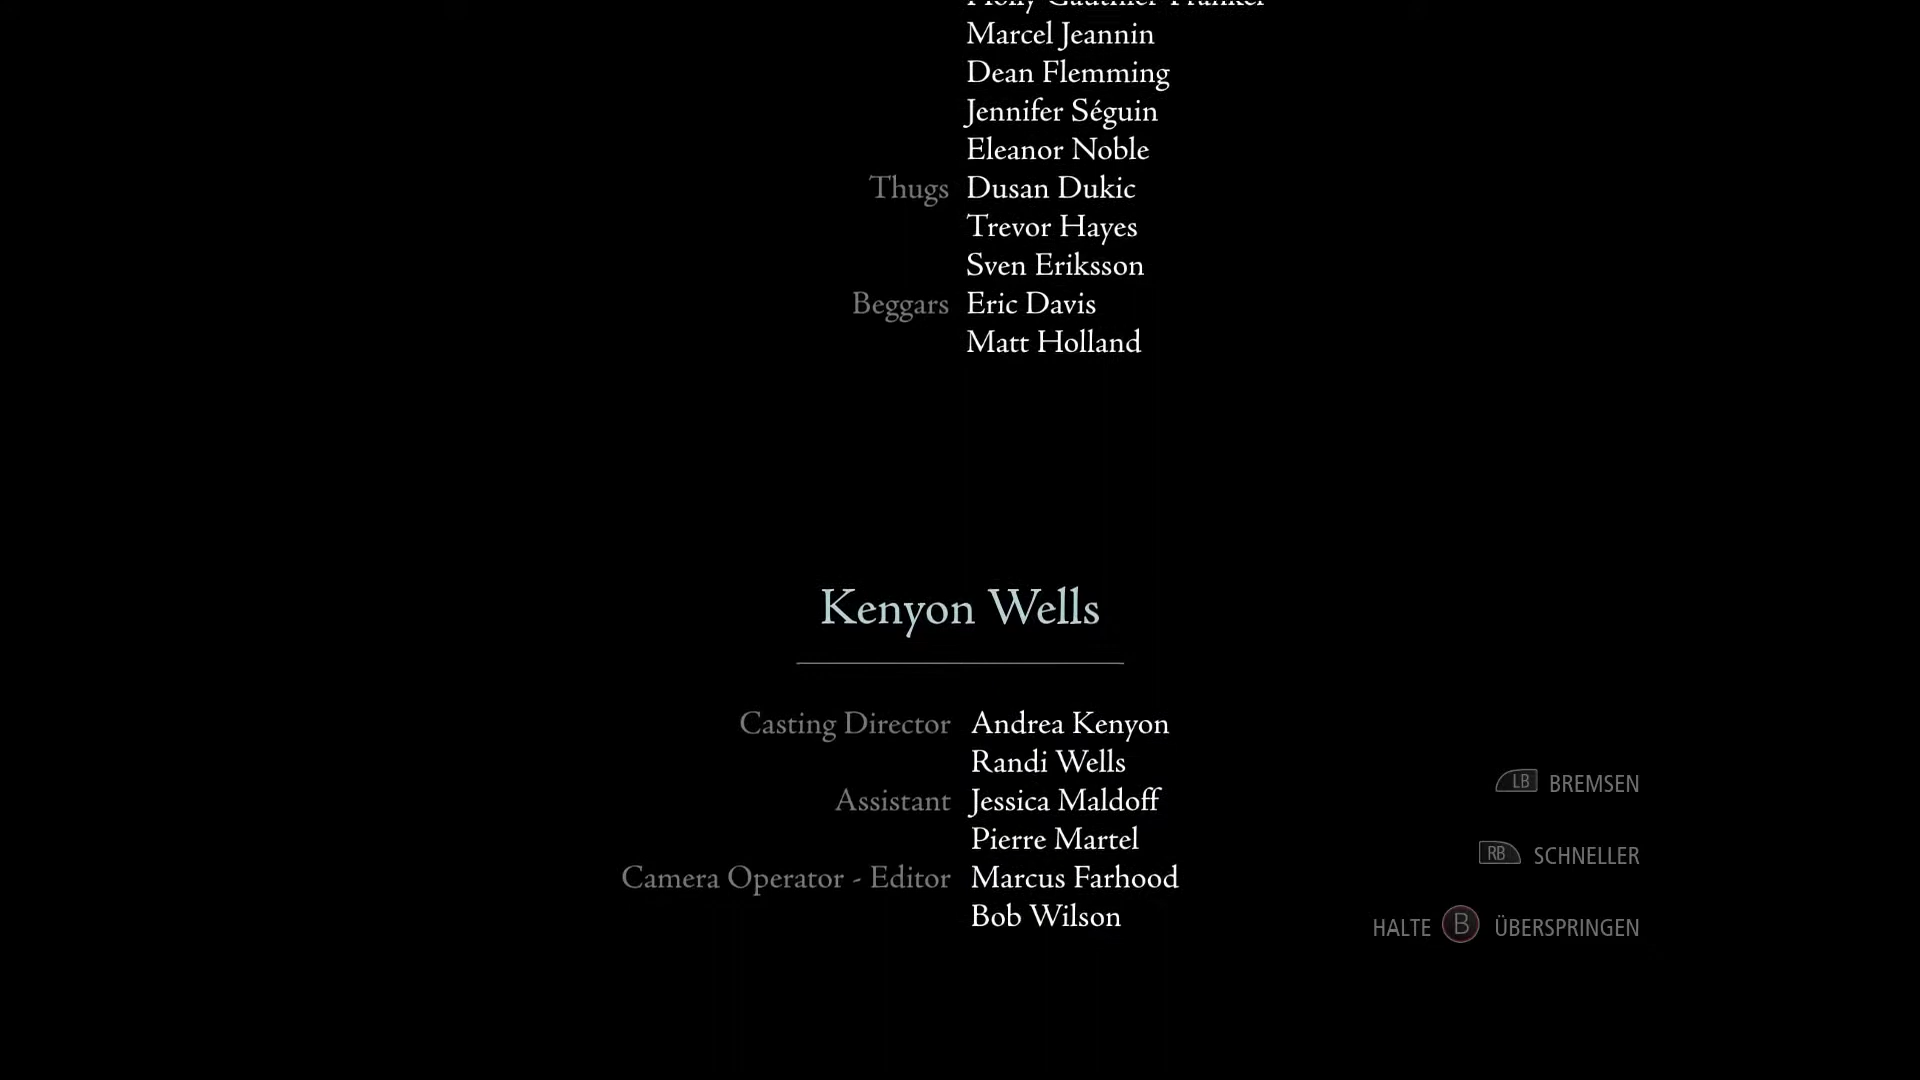 Marcel Jeannin
Dean Flemming
Jennifer Séguin
Eleanor Noble
Thugs Dusan Dukic
Trevor Hayes
Sven Eriksson
Beggars Eric Davis
Matt Holland
Kenyon Wells
Casting Director Andrea Kenyon
Randi Wells
Assistant Jessica Maldoff
Pierre Martel
Camera Operator - Editor Marcus Farhood
Bob Wilson
LB BREMSEN
RB SCHNELLER
HALTE B ÜBERSPRINGEN